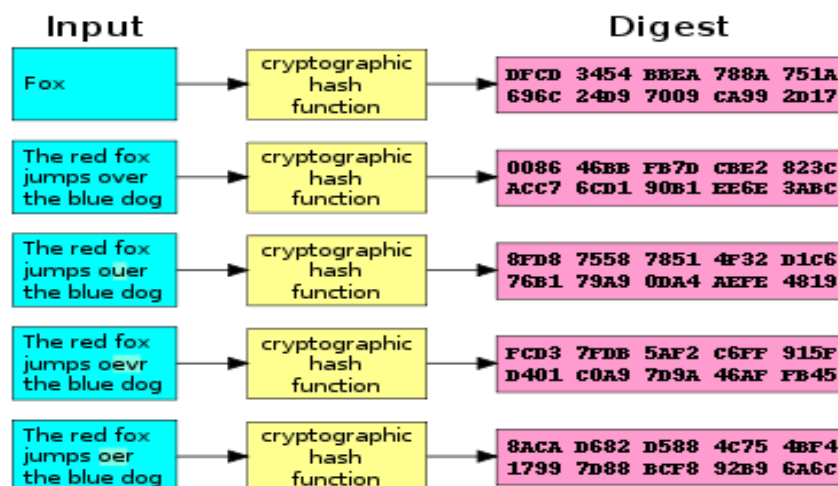 Input
Digest
Fox
cryptographic
hash
function
DFCD 3454 BBEA 788A 751A
696C 24D9 7009 CA99 2D17
The red fox
jumps over
the blue dog
cryptographic
hash
function
0086 46BB FB7D CBE2 823C
ACC7 6CD1 90B1 EE6E 3ABC
The red fox
jumps ouer
the blue dog
cryptographic
hash
function
8FD8 7558 7851 4F32 D1C6
76B1 79A9 0DA4 AEFE 4819
The red fox
jumps oevr
the blue dog
cryptographic
hash
function
FCD3 7FDB 5AF2 C6FF 915F
D401 C0A9 7D9A 46AF FB45
The red fox
jumps oer
the blue dog
cryptographic
hash
function
8ACA D682 D588 4C75 4BF4
1799 7D88 BCF8 92B9 6A6C